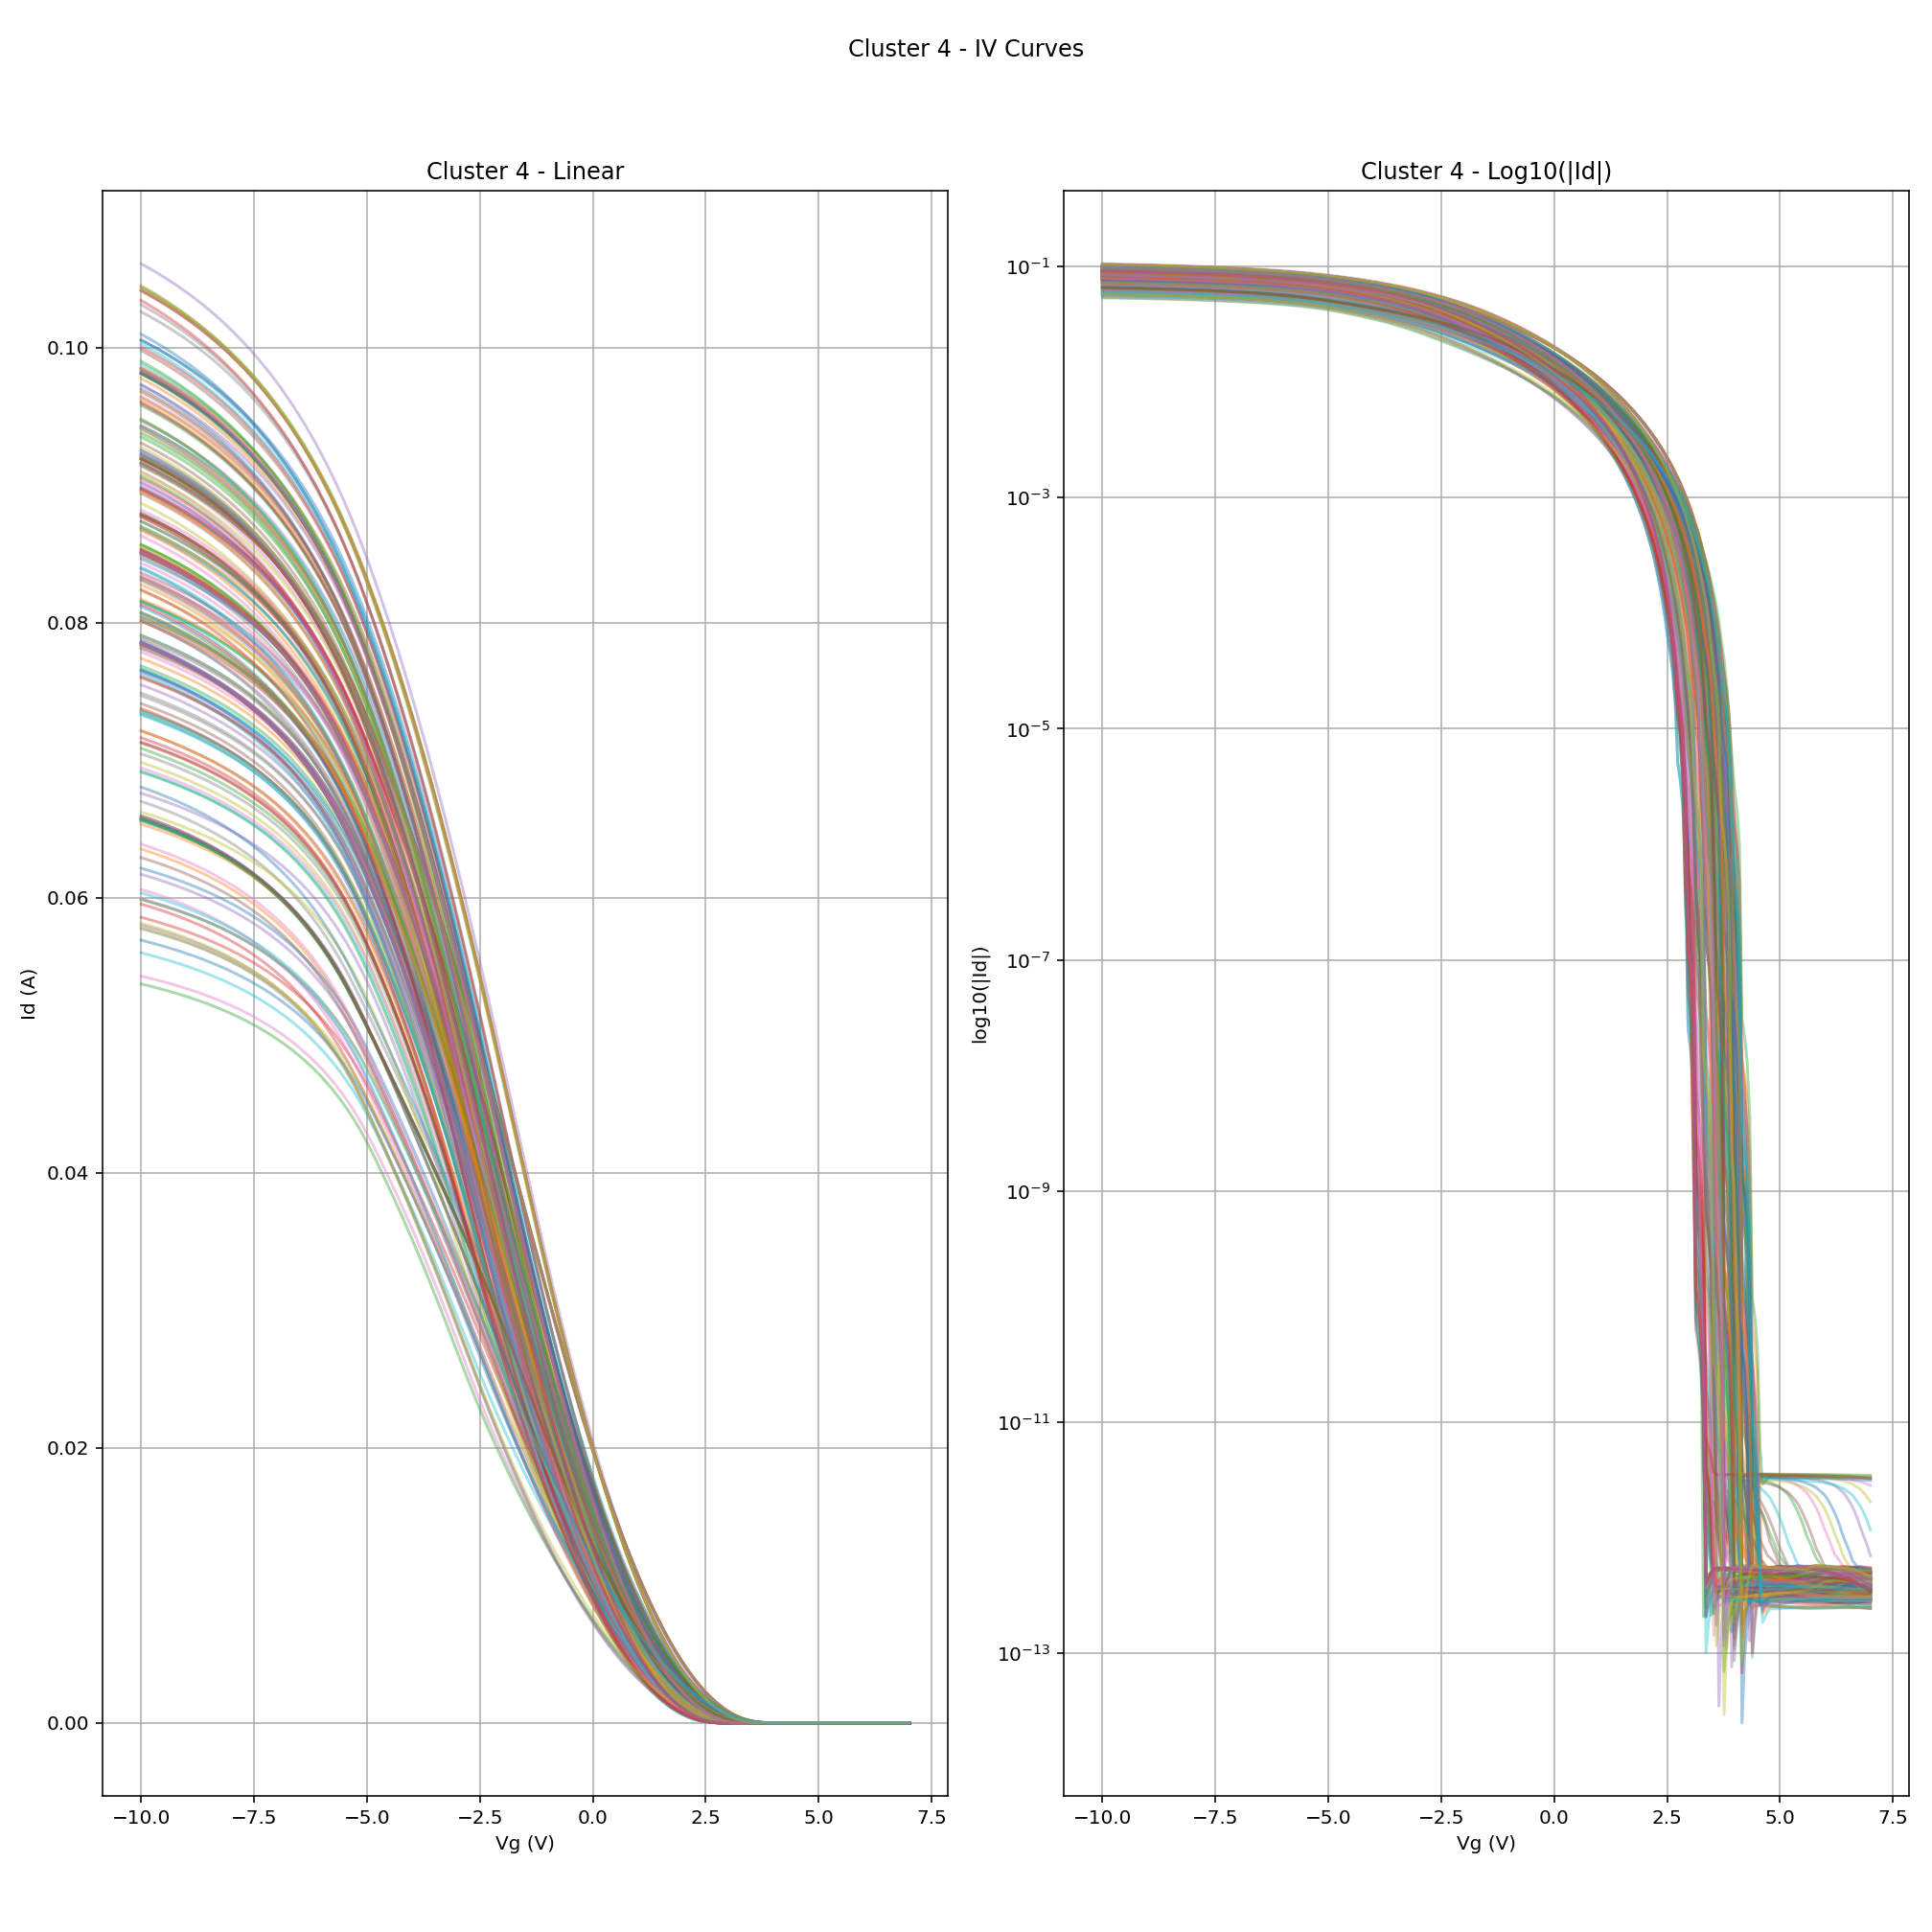 Cluster 4 - IV Curves
Cluster 4 - Linear
Id (A)
0.10
0.08
0.06
0.04
0.02
0.00
−10.0 −7.5 −5.0 −2.5 0.0 2.5 5.0 7.5
Vg (V)
Cluster 4 - Log10(|Id|)
log10(|Id|)
10⁻¹
10⁻³
10⁻⁵
10⁻⁷
10⁻⁹
10⁻¹¹
10⁻¹³
−10.0 −7.5 −5.0 −2.5 0.0 2.5 5.0 7.5
Vg (V)